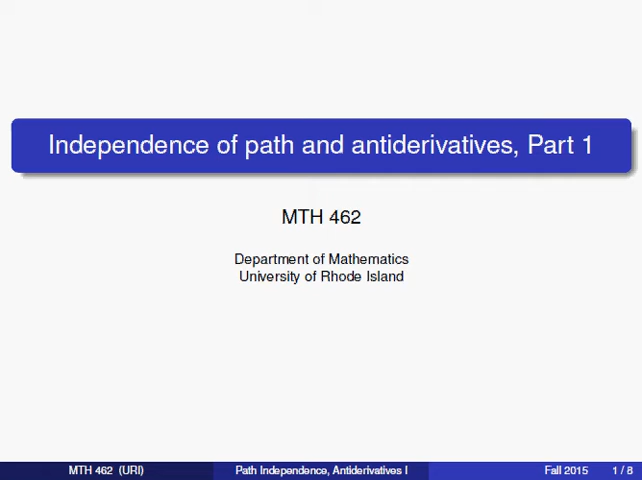 Independence of path and antiderivatives, Part 1
MTH 462
Department of Mathematics
University of Rhode Island
MTH 462 (URI) Path Independence, Antiderivatives I Fall 2015 1 / 8